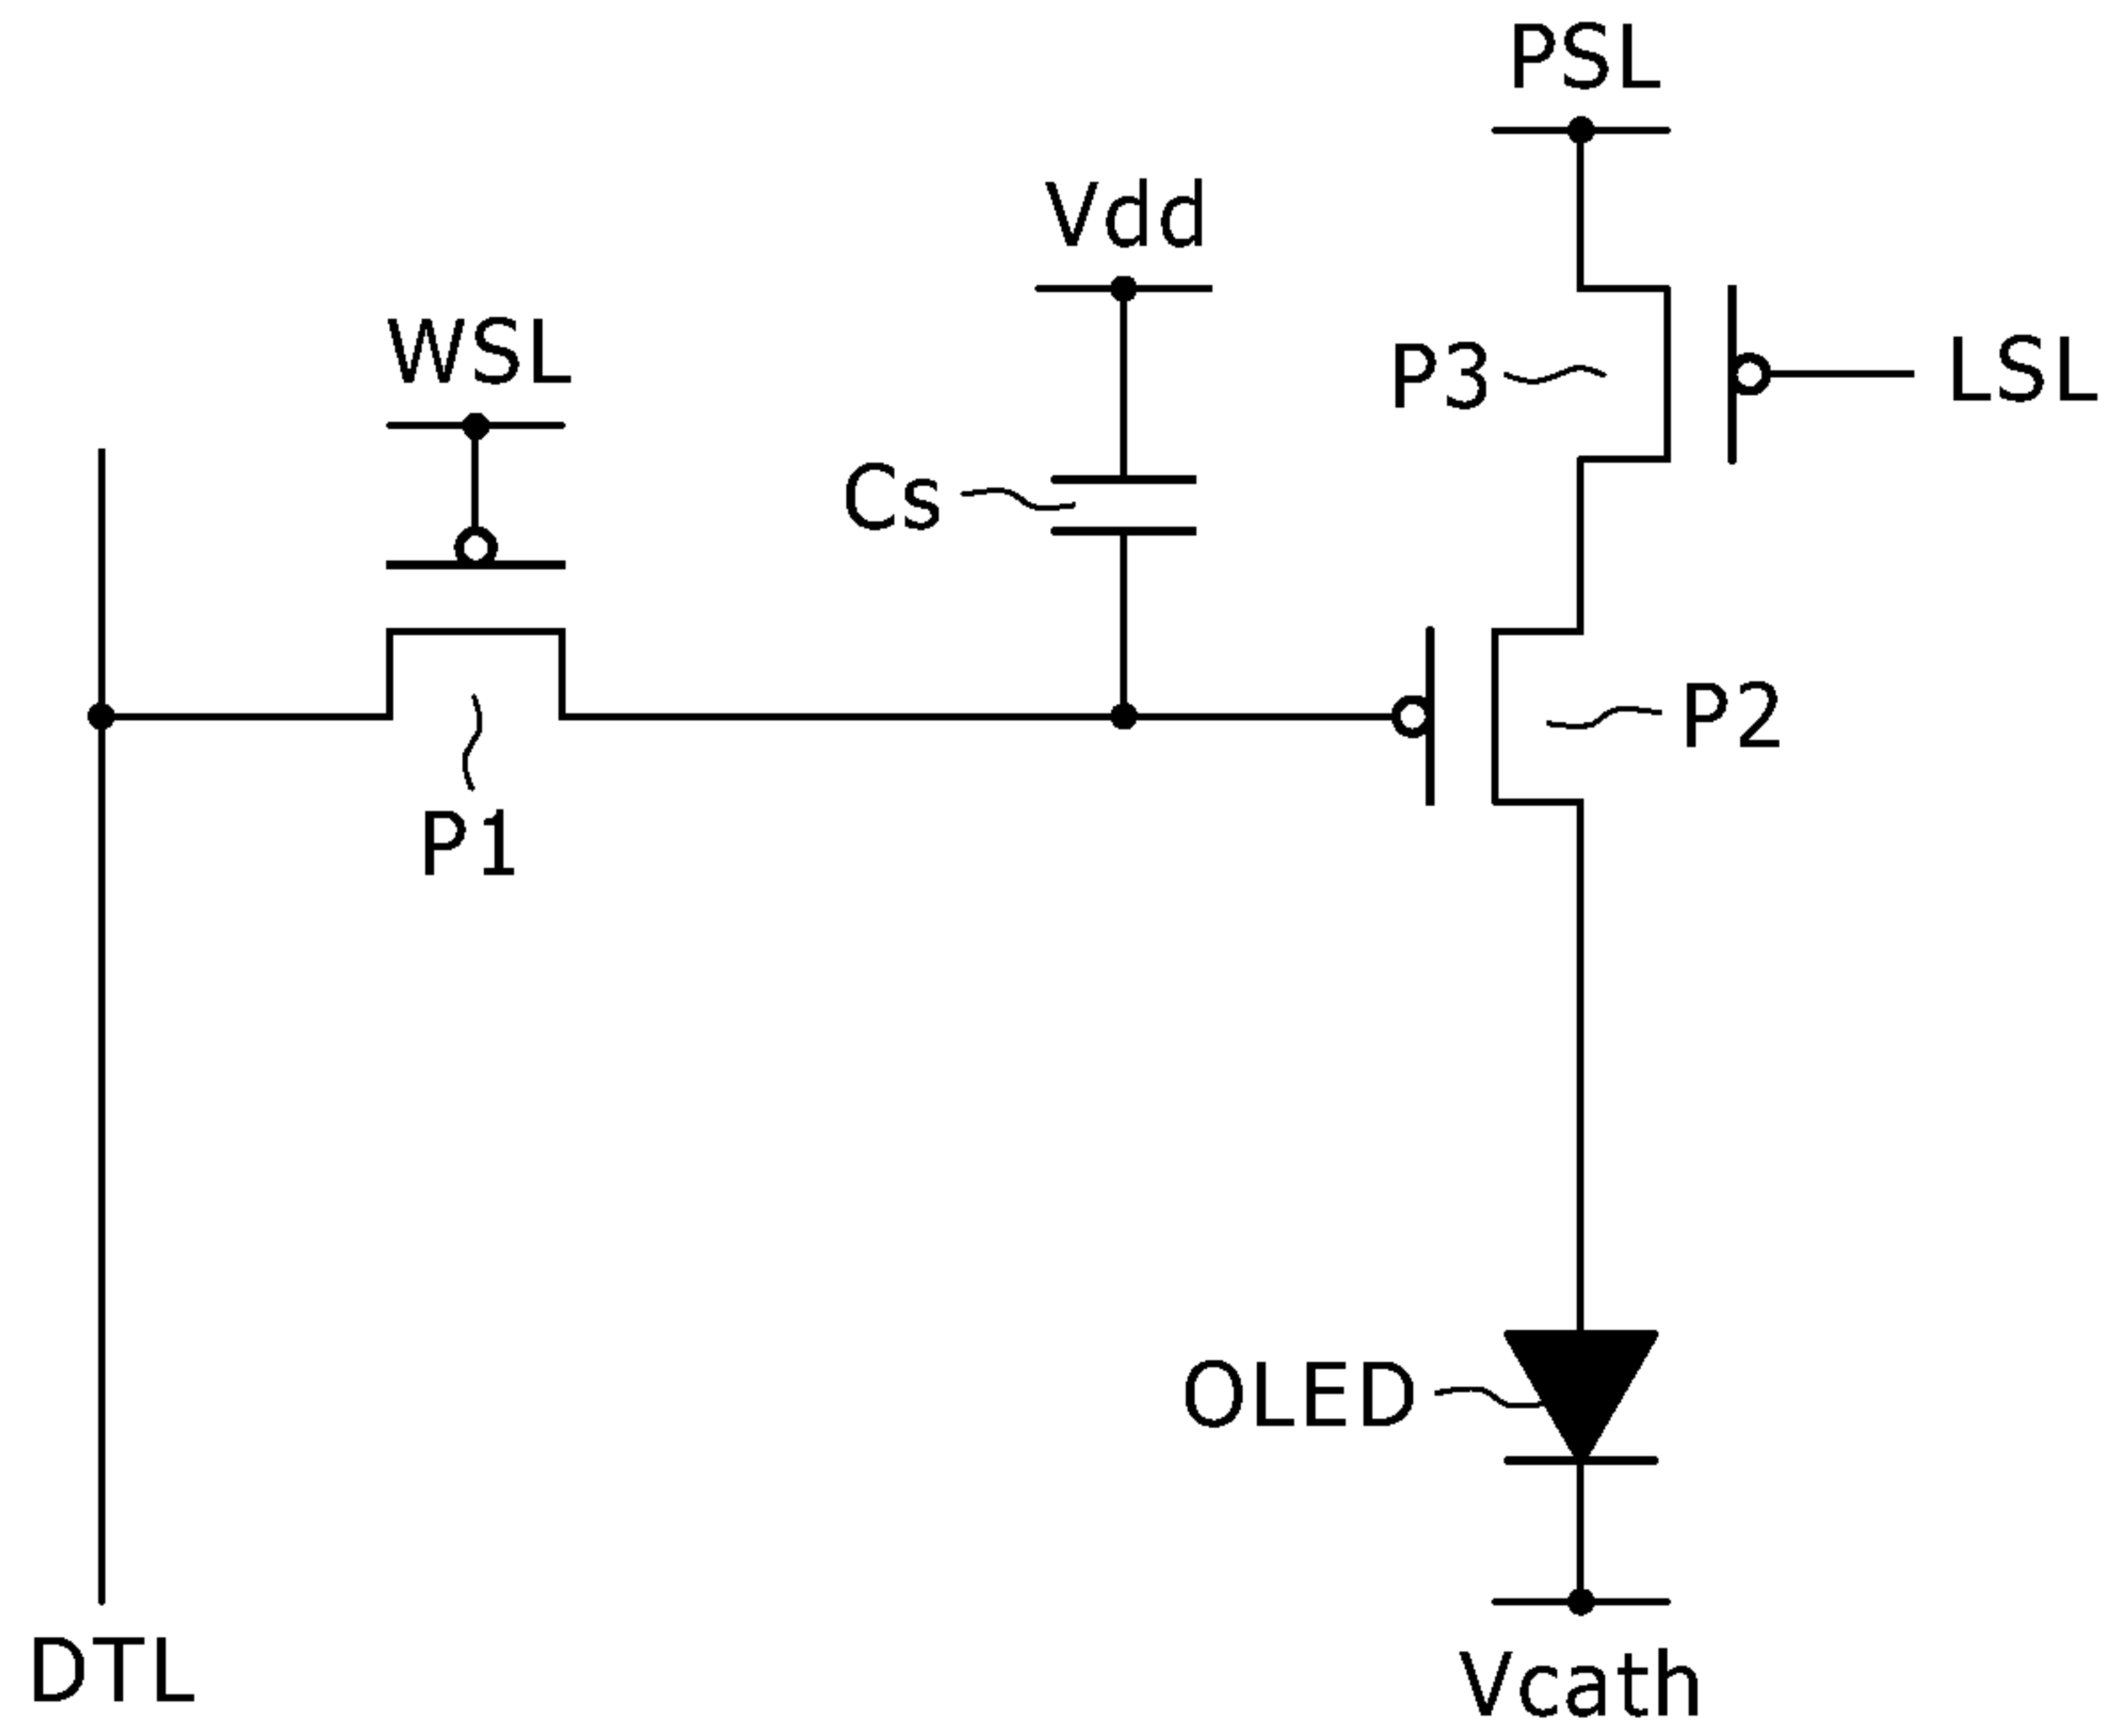 PSL
Vdd
WSL
P3
LSL
Cs
P2
P1
OLED
DTL
Vcath